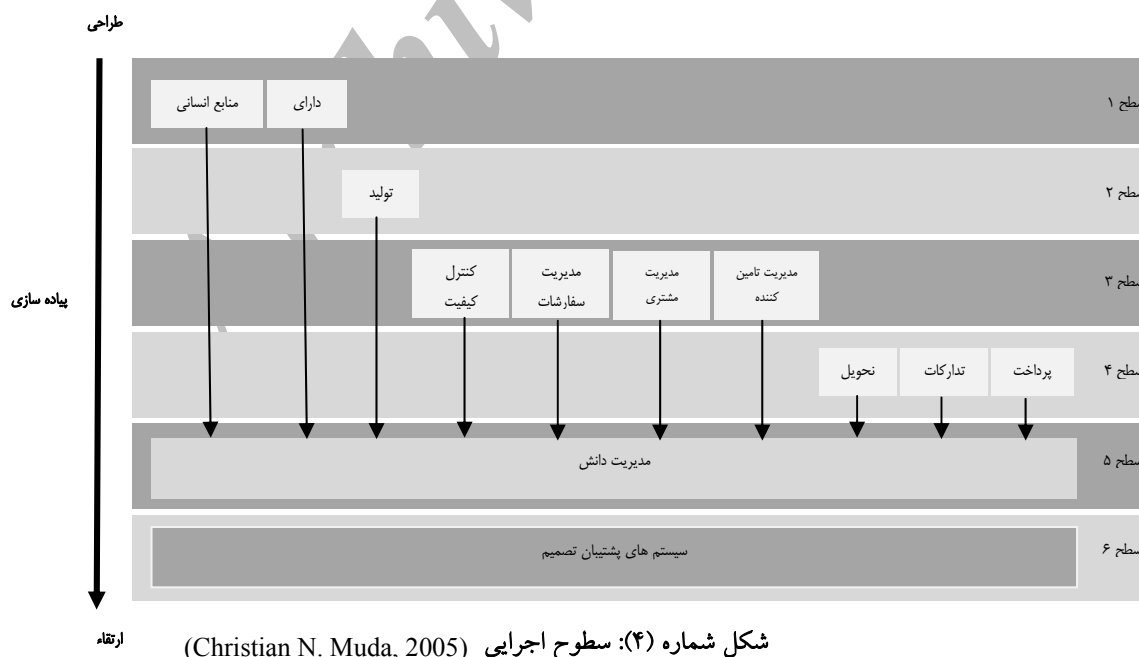 طراحی
سطح ۱
دارای
منابع انسانی
سطح ۲
تولید
سطح ۳
مدیریت تامین
کننده
مدیریت
مشتری
مدیریت
سفارشات
کنترل
کیفیت
پیاده سازی
سطح ۴
پرداخت
تدارکات
نحویل
سطح ۵
مدیریت دانش
سطح ۶
سیستم های پشتیبان تصمیم
ارتقاء
شکل شماره (۴): سطوح اجرایی (Christian N. Muda, 2005)